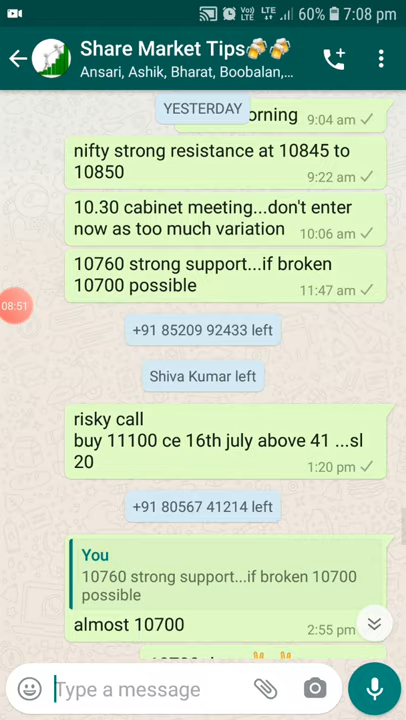 Vo)) LTE LTE 60% 7:08 pm
Share Market Tips
Ansari, Ashik, Bharat, Boobalan,...
YESTERDAY
orning 9:04 am
nifty strong resistance at 10845 to
10850 9:22 am
10.30 cabinet meeting...don't enter
now as too much variation 10:06 am
10760 strong support...if broken
10700 possible 11:47 am
08:51
+91 85209 92433 left
Shiva Kumar left
risky call
buy 11100 ce 16th july above 41 ...sl
20 1:20 pm
+91 80567 41214 left
You
10760 strong support...if broken 10700
possible
almost 10700 2:55 pm
Type a message